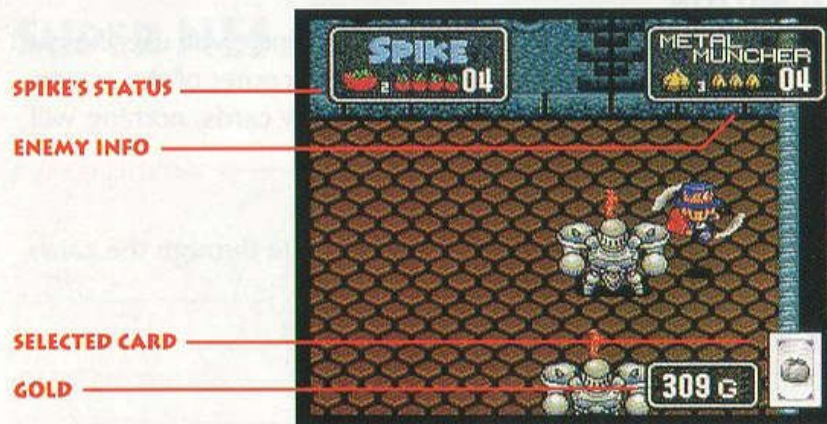 SPIKE'S STATUS
ENEMY INFO
SELECTED CARD
GOLD
SPIKE
2 04
METAL MUNCHER
3 04
309 G